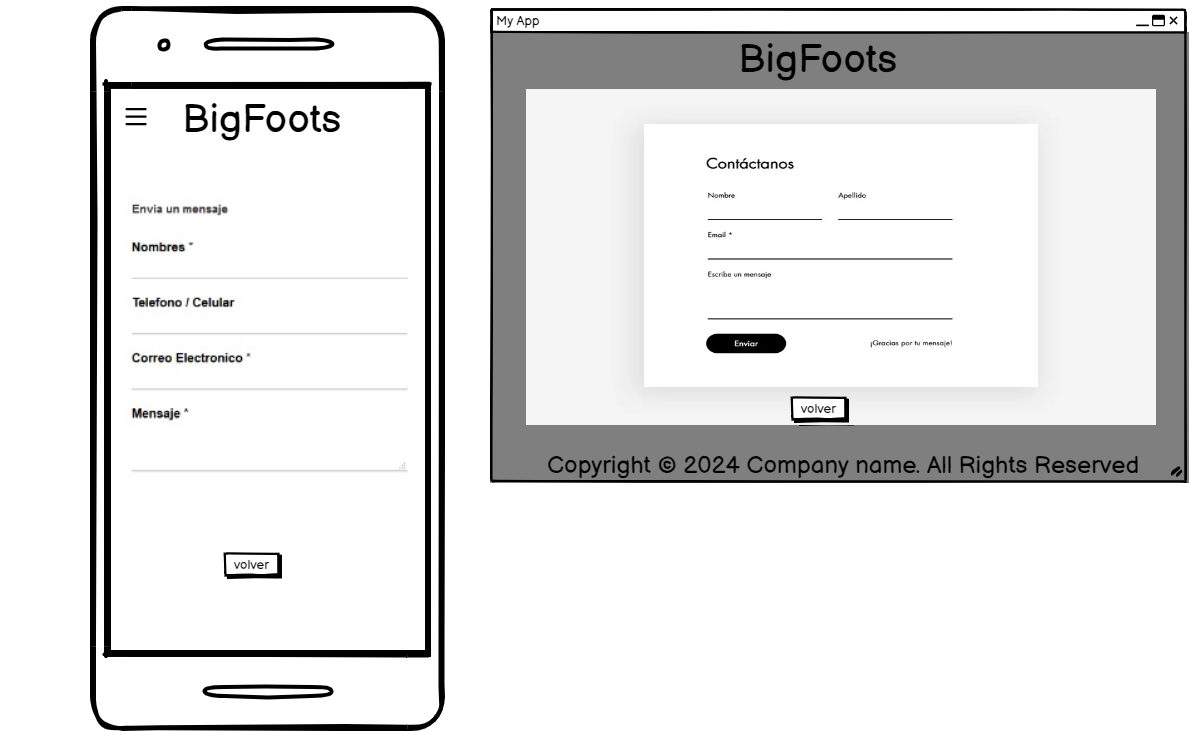 BigFoots
Envia un mensaje
Nombres *
Telefono / Celular
Correo Electronico *
Mensaje *
volver
My App
BigFoots
Contáctanos
Nombre Apellido
Email *
Escribe un mensaje
Enviar ¡Gracias por tu mensaje!
volver
Copyright © 2024 Company name. All Rights Reserved